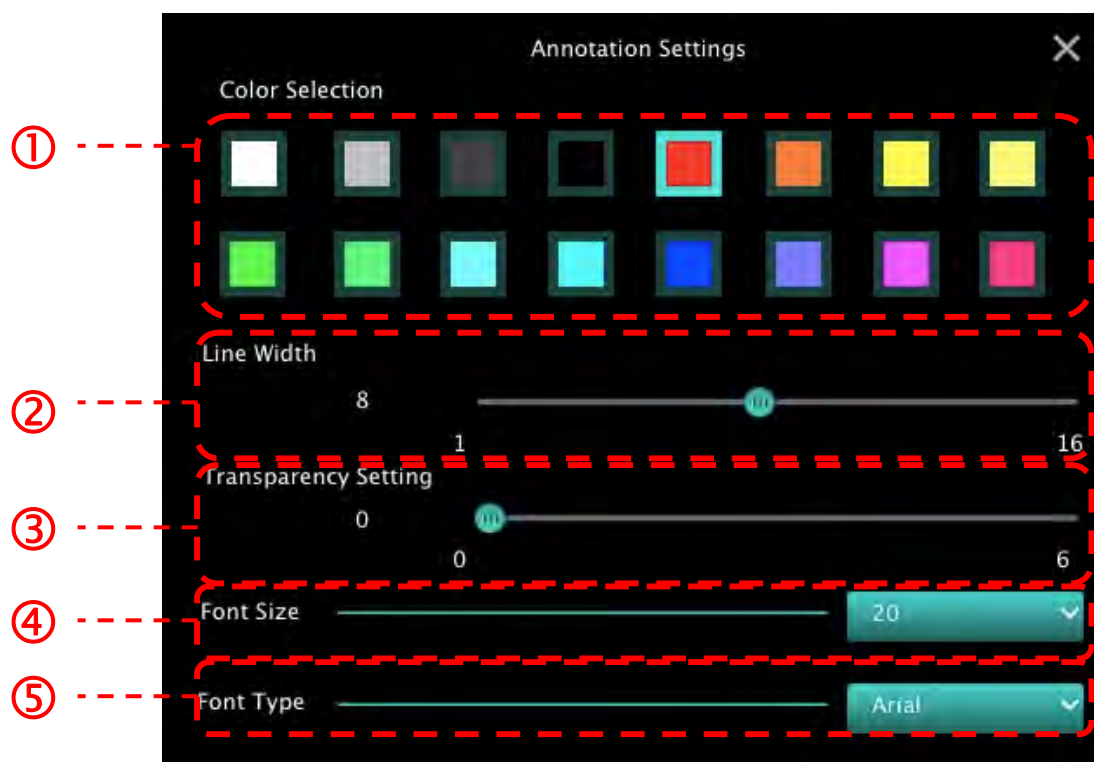 Annotation Settings
Color Selection
①
Line Width
② 8
1 16
Transparency Setting
③ 0
0 6
④ Font Size 20
⑤ Font Type Arial